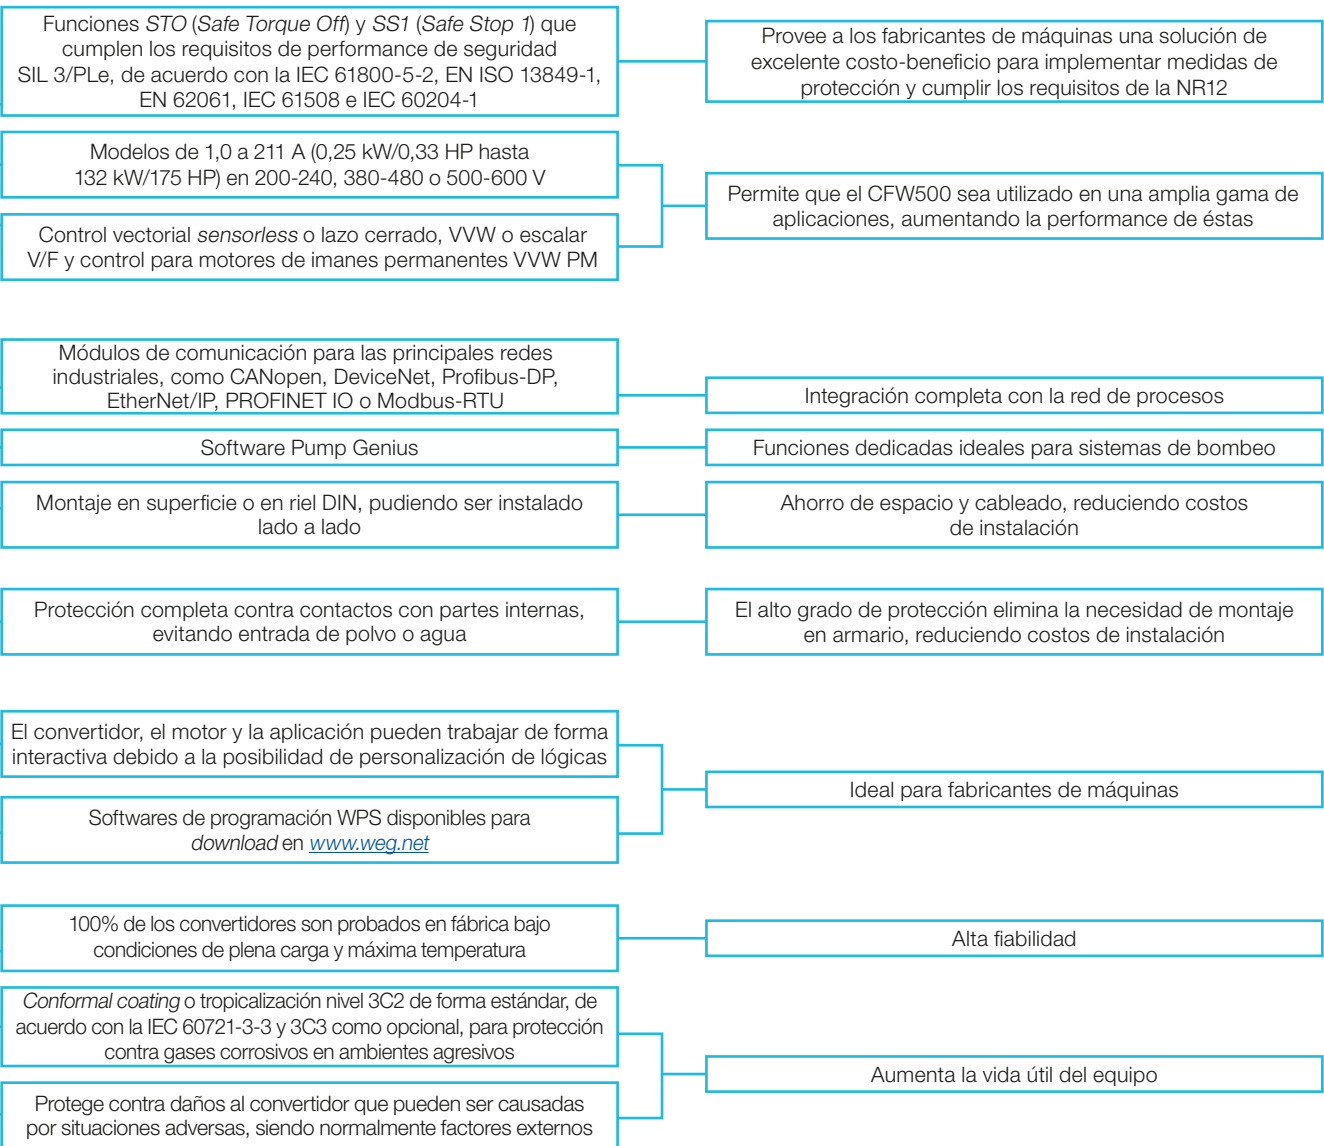 Funciones STO (Safe Torque Off) y SS1 (Safe Stop 1) que
cumplen los requisitos de performance de seguridad
SIL 3/PLe, de acuerdo con la IEC 61800-5-2, EN ISO 13849-1,
EN 62061, IEC 61508 e IEC 60204-1
Provee a los fabricantes de máquinas una solución de
excelente costo-beneficio para implementar medidas de
protección y cumplir los requisitos de la NR12
Modelos de 1,0 a 211 A (0,25 kW/0,33 HP hasta
132 kW/175 HP) en 200-240, 380-480 o 500-600 V
Control vectorial sensorless o lazo cerrado, VVW o escalar
V/F y control para motores de imanes permanentes VVW PM
Permite que el CFW500 sea utilizado en una amplia gama de
aplicaciones, aumentando la performance de éstas
Módulos de comunicación para las principales redes
industriales, como CANopen, DeviceNet, Profibus-DP,
EtherNet/IP, PROFINET IO o Modbus-RTU
Integración completa con la red de procesos
Software Pump Genius
Funciones dedicadas ideales para sistemas de bombeo
Montaje en superficie o en riel DIN, pudiendo ser instalado
lado a lado
Ahorro de espacio y cableado, reduciendo costos
de instalación
Protección completa contra contactos con partes internas,
evitando entrada de polvo o agua
El alto grado de protección elimina la necesidad de montaje
en armario, reduciendo costos de instalación
El convertidor, el motor y la aplicación pueden trabajar de forma
interactiva debido a la posibilidad de personalización de lógicas
Softwares de programación WPS disponibles para
download en www.weg.net
Ideal para fabricantes de máquinas
100% de los convertidores son probados en fábrica bajo
condiciones de plena carga y máxima temperatura
Alta fiabilidad
Conformal coating o tropicalización nivel 3C2 de forma estándar, de
acuerdo con la IEC 60721-3-3 y 3C3 como opcional, para protección
contra gases corrosivos en ambientes agresivos
Protege contra daños al convertidor que pueden ser causadas
por situaciones adversas, siendo normalmente factores externos
Aumenta la vida útil del equipo